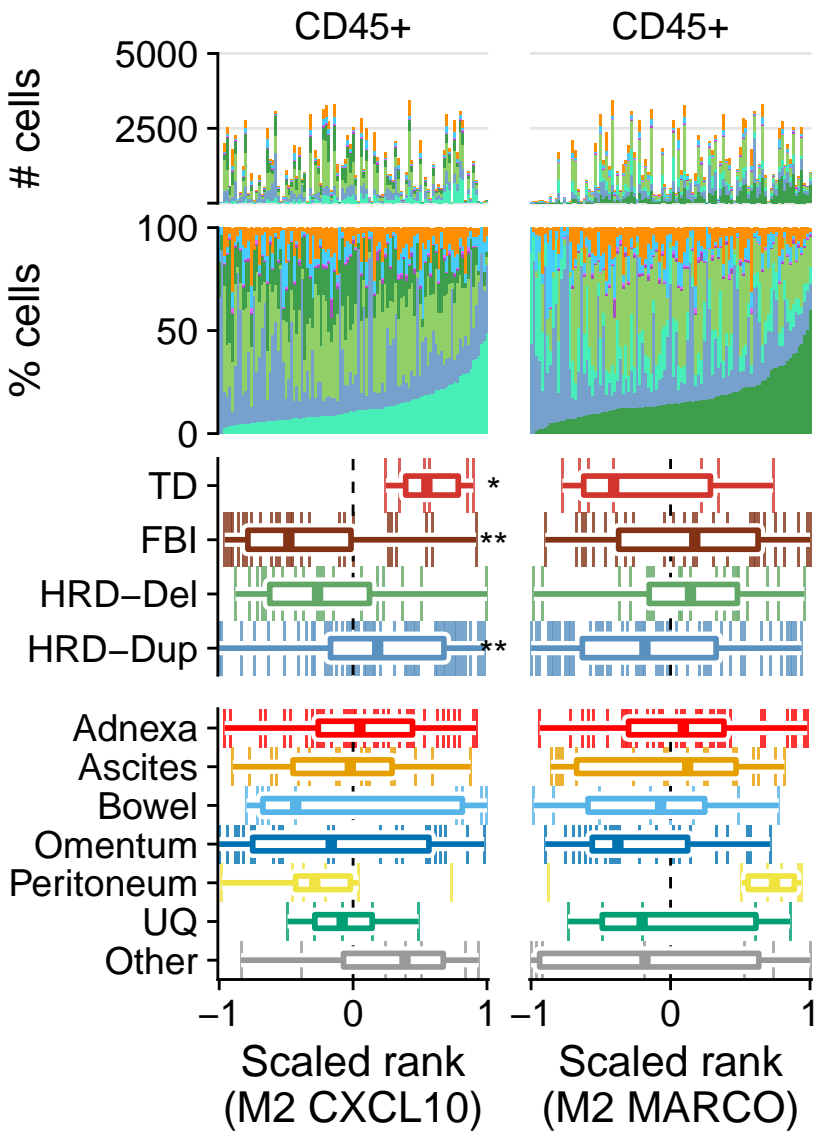 CD45+ CD45+
# cells
5000
2500
% cells
100
50
0
TD *
FBI **
HRD−Del
HRD−Dup **
Adnexa
Ascites
Bowel
Omentum
Peritoneum
UQ
Other
−1 0 1 −1 0 1
Scaled rank Scaled rank
(M2 CXCL10) (M2 MARCO)